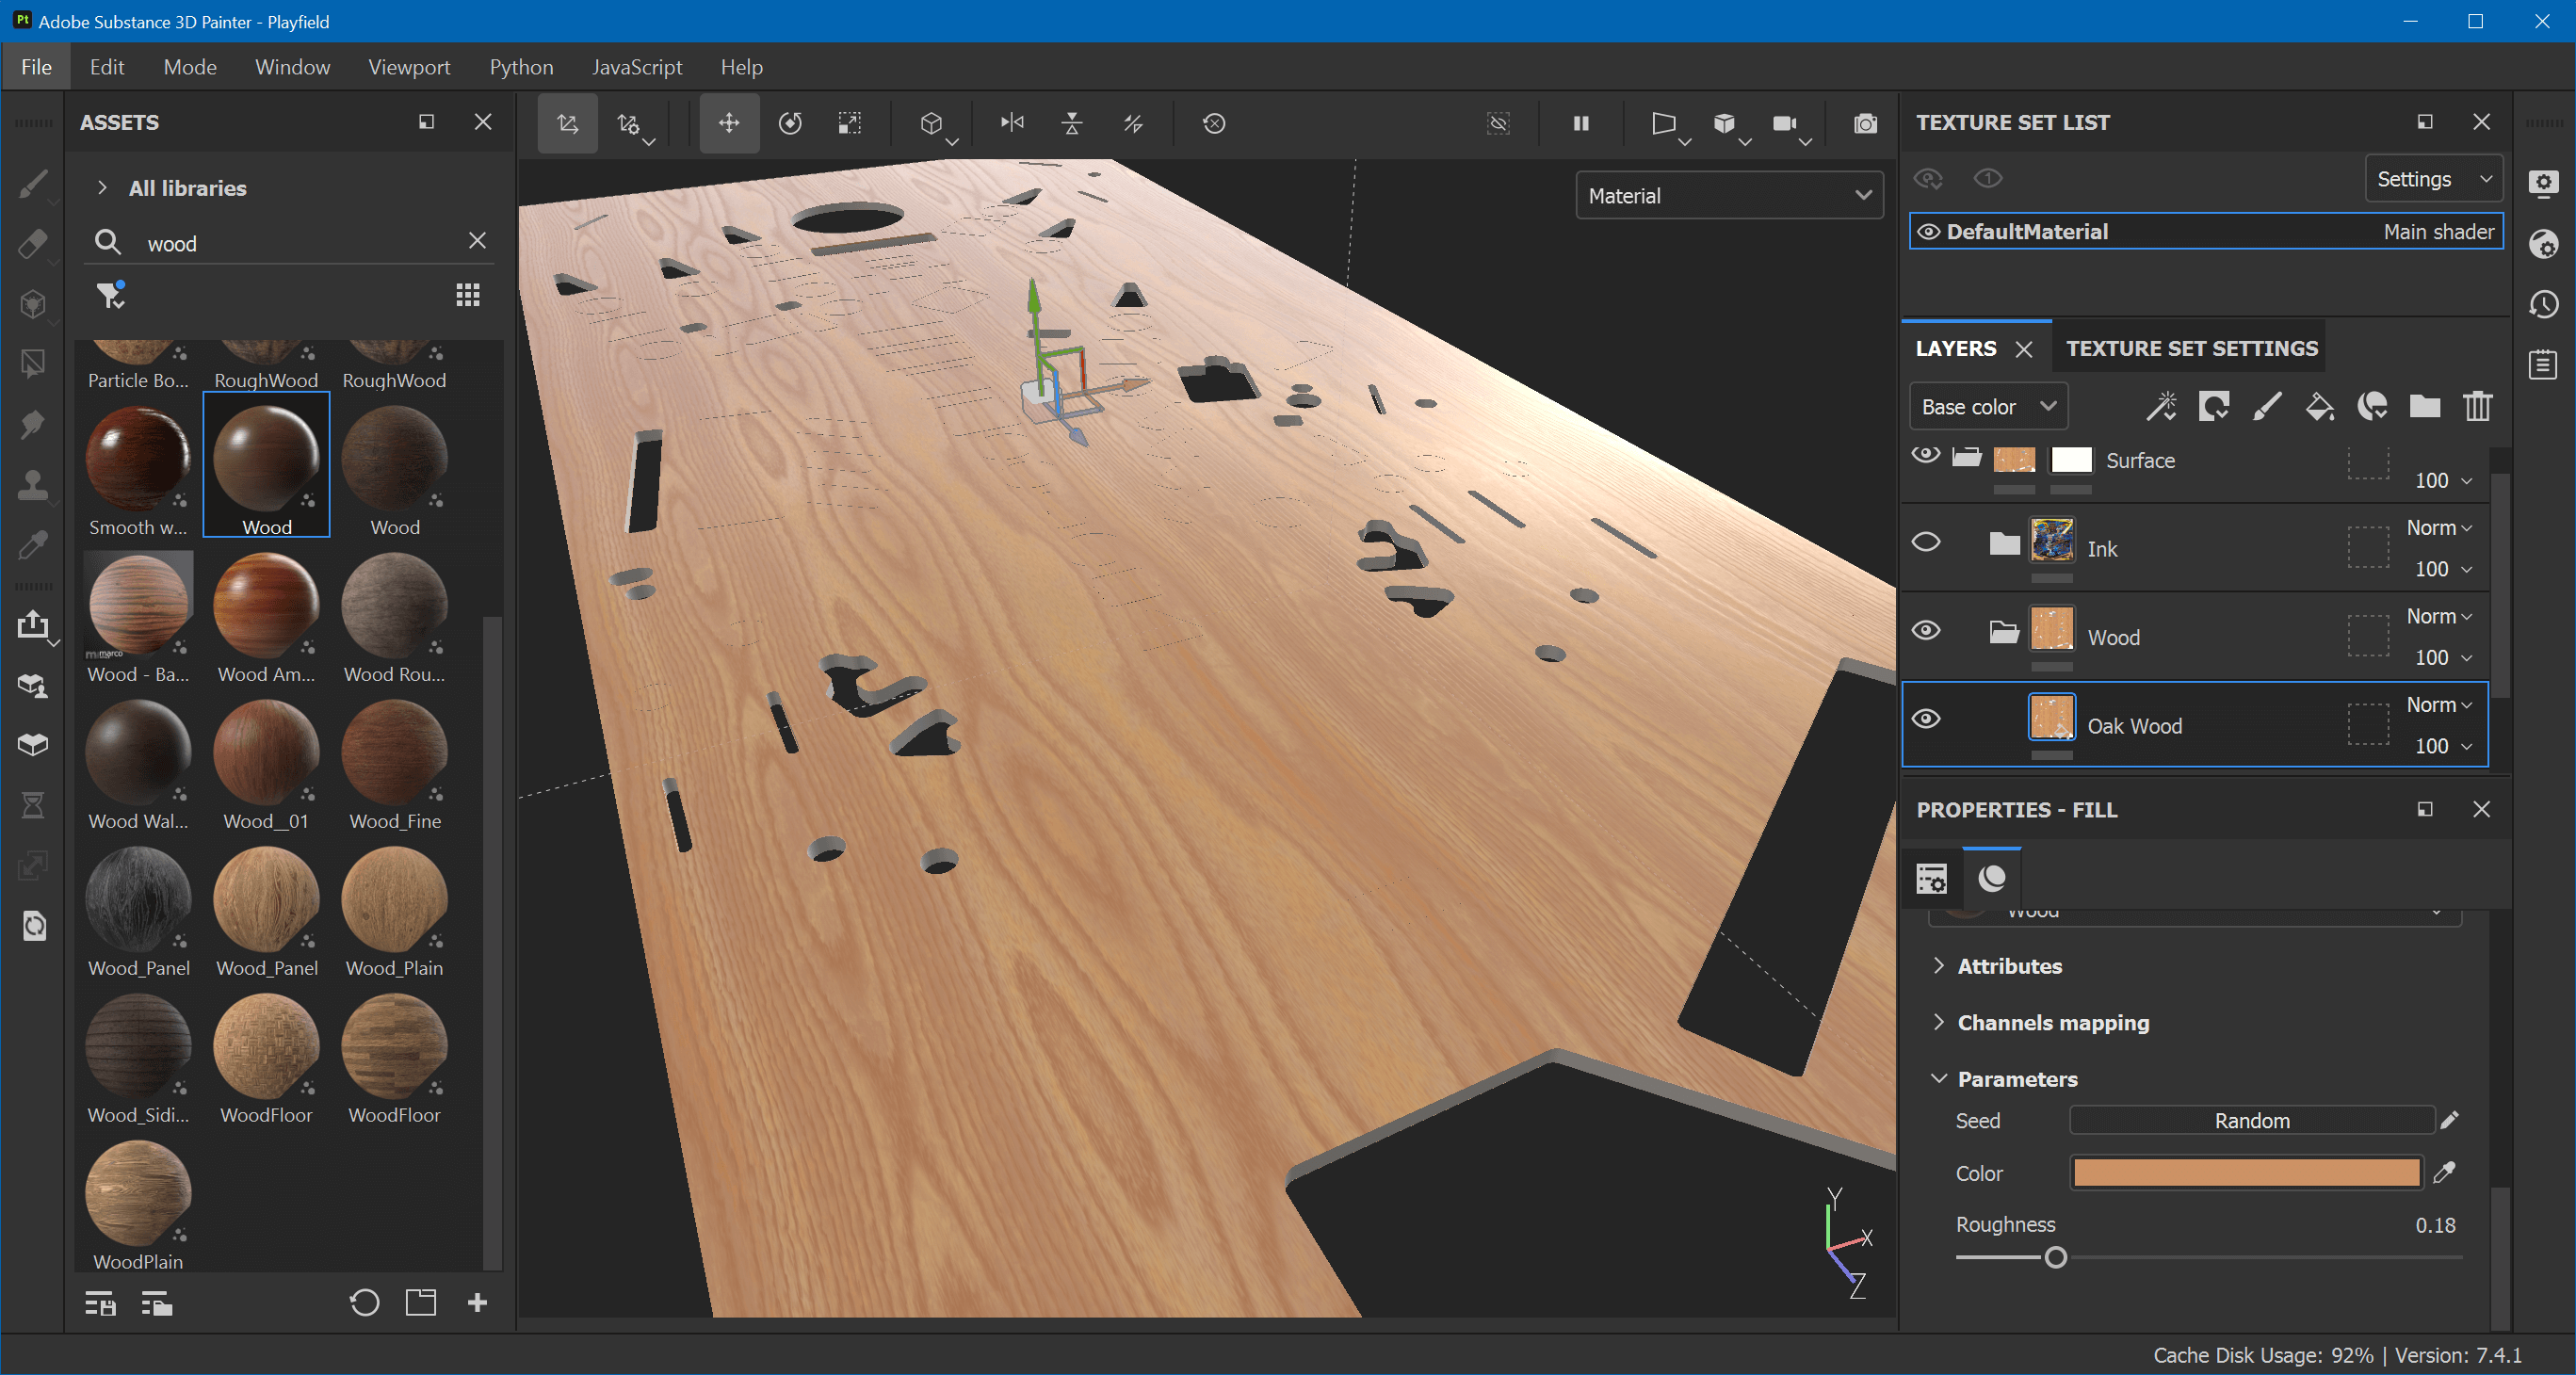 Pt Adobe Substance 3D Painter - Playfield
File Edit Mode Window Viewport Python JavaScript Help
ASSETS
All libraries
wood
Particle Bo... RoughWood RoughWood
Smooth w... Wood Wood
Wood - Ba... Wood Am... Wood Rou...
Wood Wal... Wood__01 Wood_Fine
Wood_Panel Wood_Panel Wood_Plain
Wood_Sidi... WoodFloor WoodFloor
WoodPlain
Material
Y
X
Z
TEXTURE SET LIST
1
Settings
DefaultMaterial Main shader
LAYERS TEXTURE SET SETTINGS
Base color
Surface
100
Norm
Ink
100
Norm
Wood
100
Norm
Oak Wood
100
PROPERTIES - FILL
Wood
Attributes
Channels mapping
Parameters
Seed Random
Color
Roughness 0.18
Cache Disk Usage: 92% | Version: 7.4.1